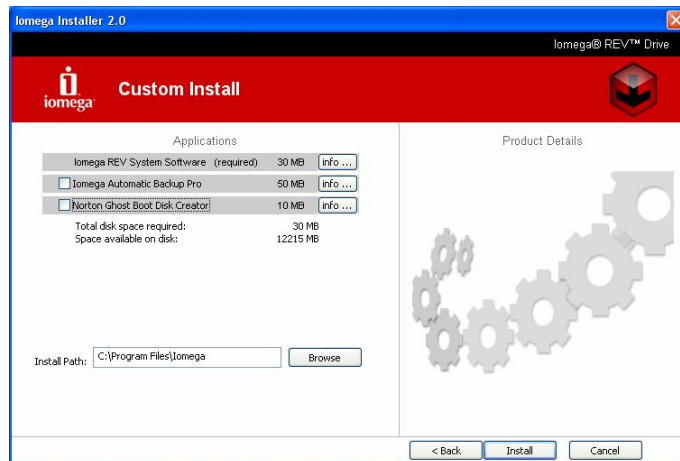 Iomega Installer 2.0
Iomega® REV™ Drive
iomega
Custom Install
Applications
Product Details
Iomega REV System Software (required) 30 MB info ...
Iomega Automatic Backup Pro 50 MB info ...
Norton Ghost Boot Disk Creator 10 MB info ...
Total disk space required: 30 MB
Space available on disk: 12215 MB
Install Path: C:\Program Files\Iomega Browse
< Back Install Cancel